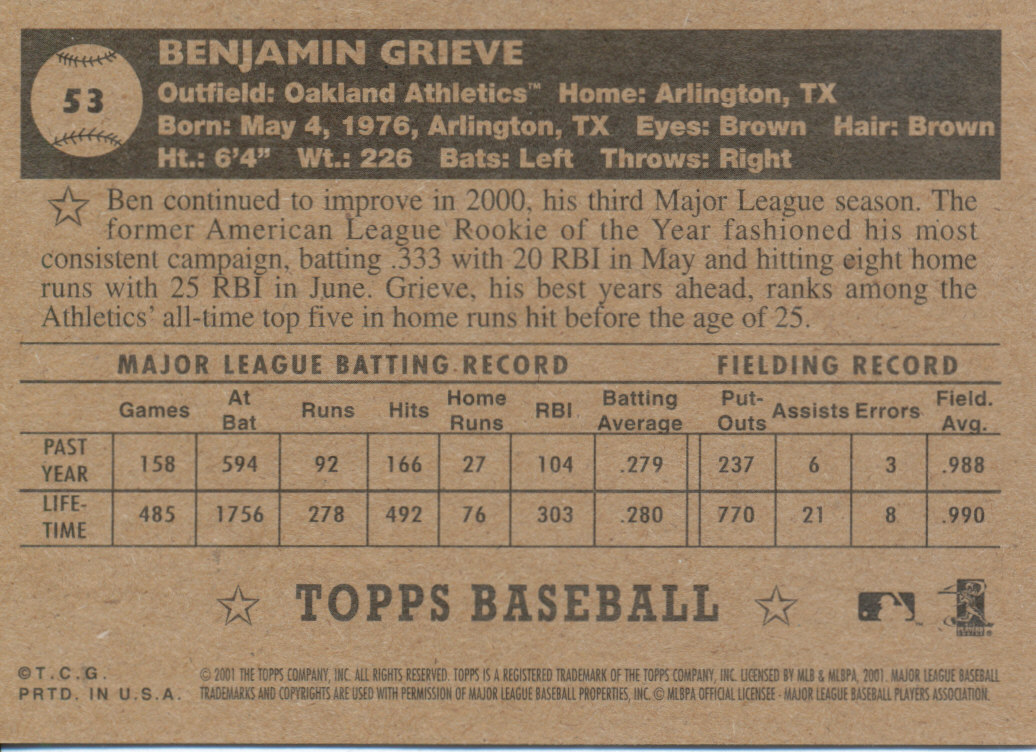 53
BENJAMIN GRIEVE
Outfield: Oakland Athletics™ Home: Arlington, TX
Born: May 4, 1976, Arlington, TX Eyes: Brown Hair: Brown
Ht.: 6'4" Wt.: 226 Bats: Left Throws: Right
Ben continued to improve in 2000, his third Major League season. The
former American League Rookie of the Year fashioned his most
consistent campaign, batting .333 with 20 RBI in May and hitting eight home
runs with 25 RBI in June. Grieve, his best years ahead, ranks among the
Athletics' all-time top five in home runs hit before the age of 25.
MAJOR LEAGUE BATTING RECORD FIELDING RECORD
Games At Bat Runs Hits Home Runs RBI Batting Average Put-Outs Assists Errors Field. Avg.
PAST YEAR 158 594 92 166 27 104 .279 237 6 3 .988
LIFE-TIME 485 1756 278 492 76 303 .280 770 21 8 .990
TOPPS BASEBALL
©T.C.G.
PRTD. IN U.S.A.
© 2001 THE TOPPS COMPANY, INC. ALL RIGHTS RESERVED. TOPPS IS A REGISTERED TRADEMARK OF THE TOPPS COMPANY, INC. LICENSED BY MLB & MLBPA, 2001. MAJOR LEAGUE BASEBALL
TRADEMARKS AND COPYRIGHTS ARE USED WITH PERMISSION OF MAJOR LEAGUE BASEBALL PROPERTIES, INC. © MLBPA OFFICIAL LICENSEE - MAJOR LEAGUE BASEBALL PLAYERS ASSOCIATION.